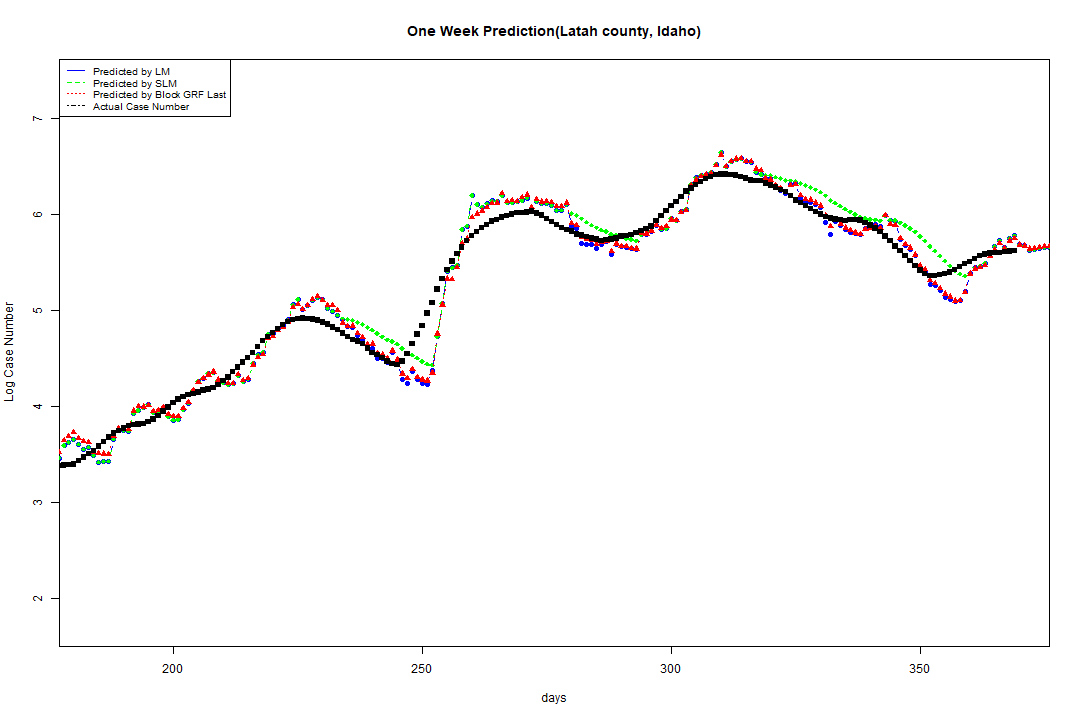 One Week Prediction(Latah county, Idaho)
Predicted by LM
Predicted by SLM
Predicted by Block GRF Last
Actual Case Number
7
6
5
4
3
2
Log Case Number
200 250 300 350
days